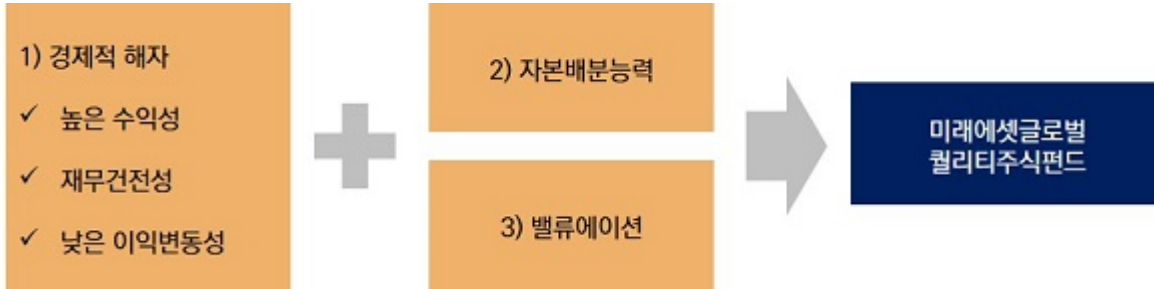 1) 경제적 해자
✓ 높은 수익성
✓ 재무건전성
✓ 낮은 이익변동성
2) 자본배분능력
3) 밸류에이션
미래에셋글로벌
퀄리티주식펀드